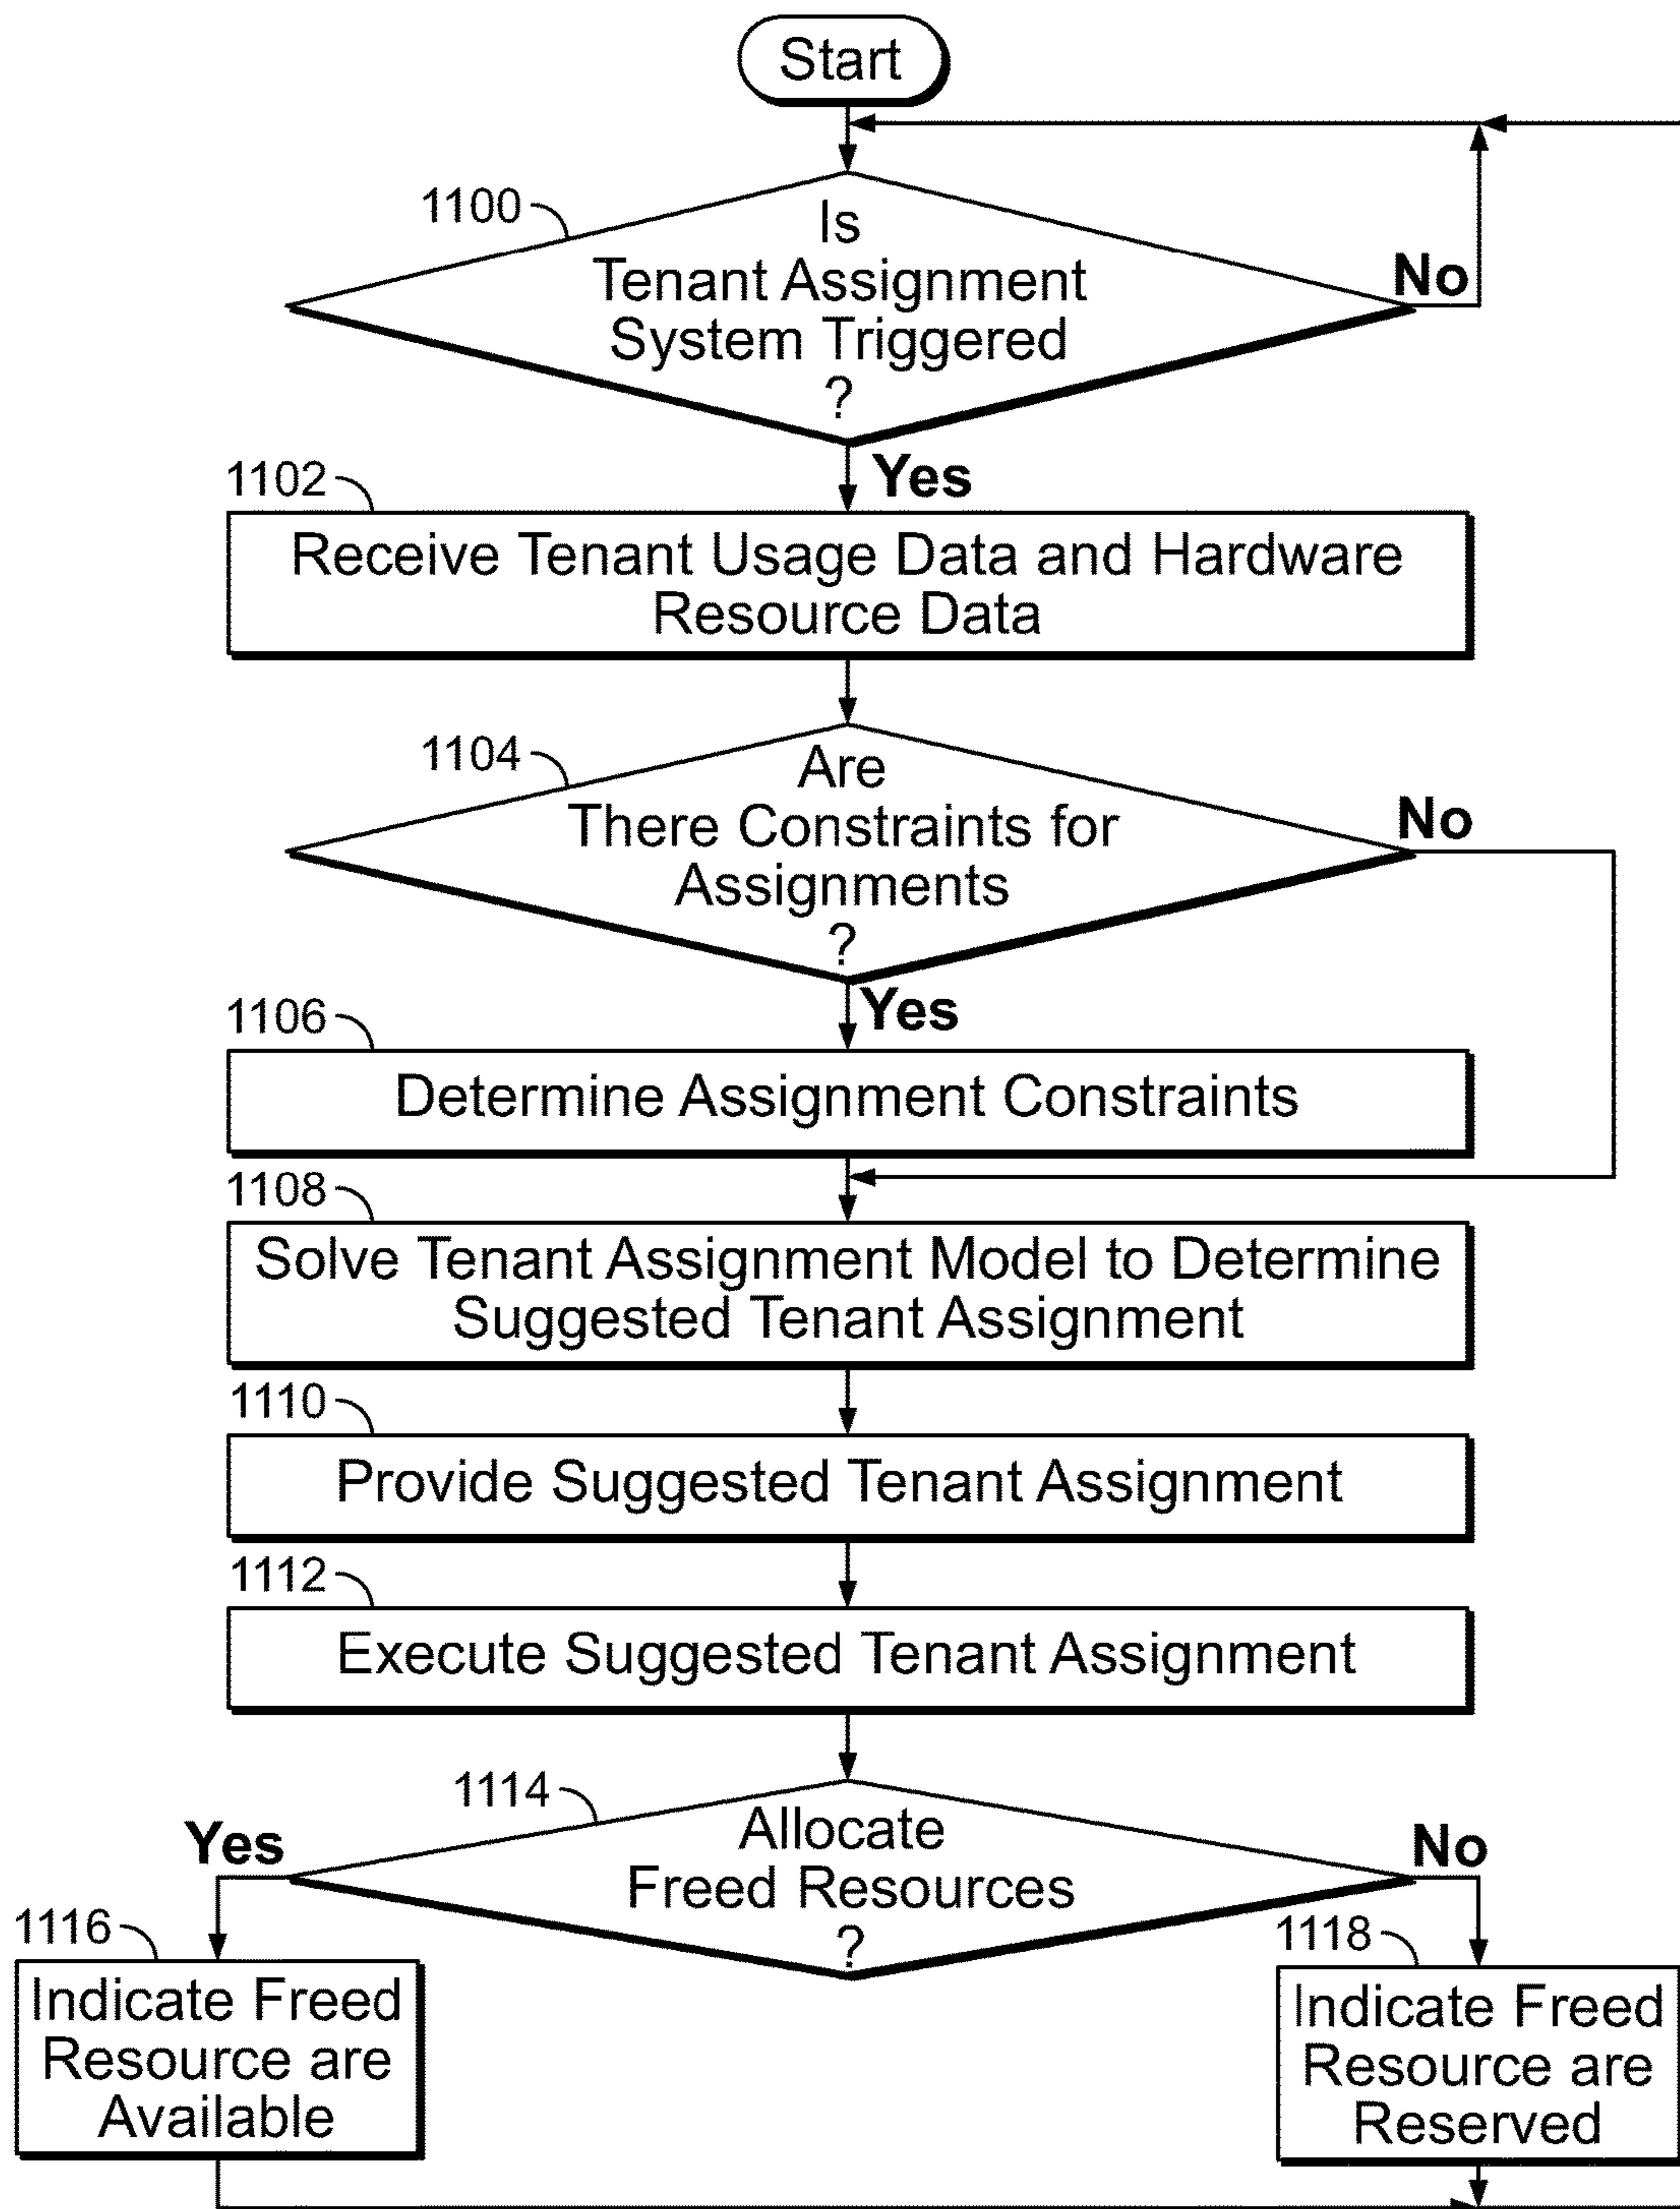 Start
1100
Is
Tenant Assignment
System Triggered
?
No
Yes
1102
Receive Tenant Usage Data and Hardware
Resource Data
1104
Are
There Constraints for
Assignments
?
No
Yes
1106
Determine Assignment Constraints
1108
Solve Tenant Assignment Model to Determine
Suggested Tenant Assignment
1110
Provide Suggested Tenant Assignment
1112
Execute Suggested Tenant Assignment
1114
Allocate
Freed Resources
?
Yes
No
1116
Indicate Freed
Resource are
Available
1118
Indicate Freed
Resource are
Reserved